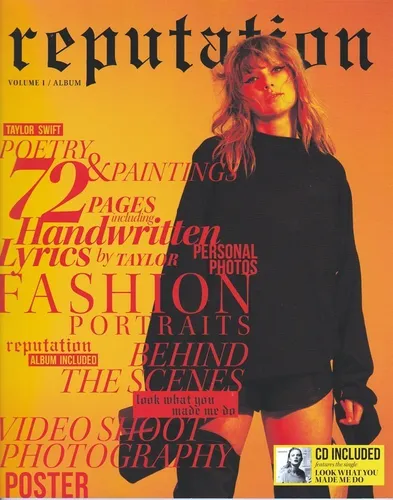 reputation
VOLUME 1 / ALBUM
TAYLOR SWIFT
POETRY
& PAINTINGS
72 PAGES
including
Handwritten
Lyrics by TAYLOR
PERSONAL
PHOTOS
FASHION
PORTRAITS
reputation
ALBUM INCLUDED
BEHIND
THE SCENES
look what you
made me do
VIDEO SHOOT
PHOTOGRAPHY
POSTER
CD INCLUDED
features the single
LOOK WHAT YOU
MADE ME DO